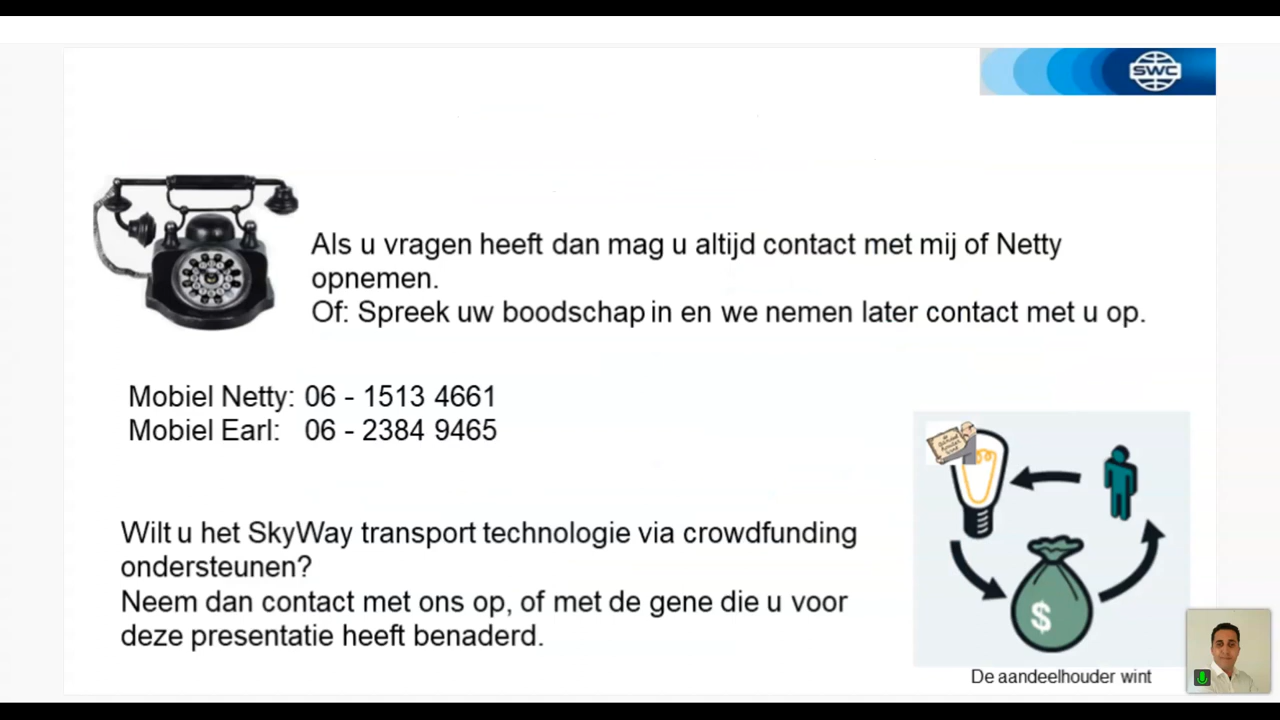 SWC
Als u vragen heeft dan mag u altijd contact met mij of Netty
opnemen.
Of: Spreek uw boodschap in en we nemen later contact met u op.
Mobiel Netty: 06 - 1513 4661
Mobiel Earl: 06 - 2384 9465
Wilt u het SkyWay transport technologie via crowdfunding
ondersteunen?
Neem dan contact met ons op, of met de gene die u voor
deze presentatie heeft benaderd.
$
De aandeelhouder wint